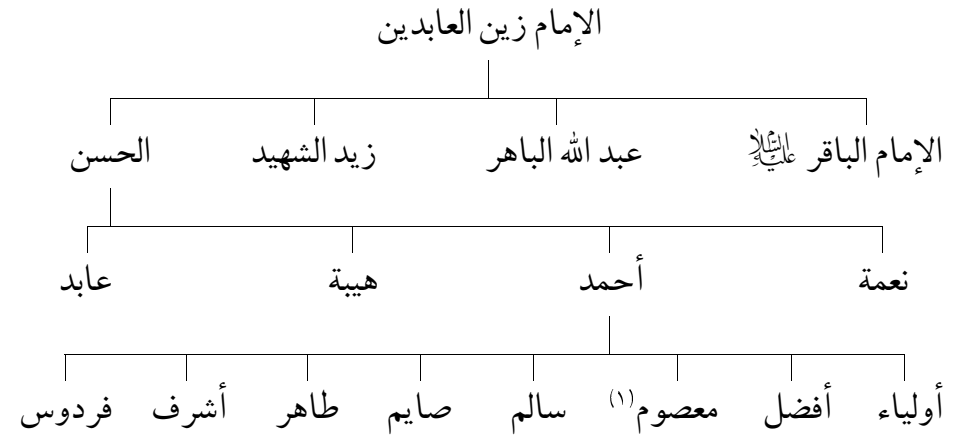 الإمام زين العابدين
الإمام الباقر عليه السلام عبد الله الباهر زيد الشهيد الحسن
نعمة أحمد هيبة عابد
أولياء أفضل معصوم(١) سالم صايم طاهر أشرف فردوس